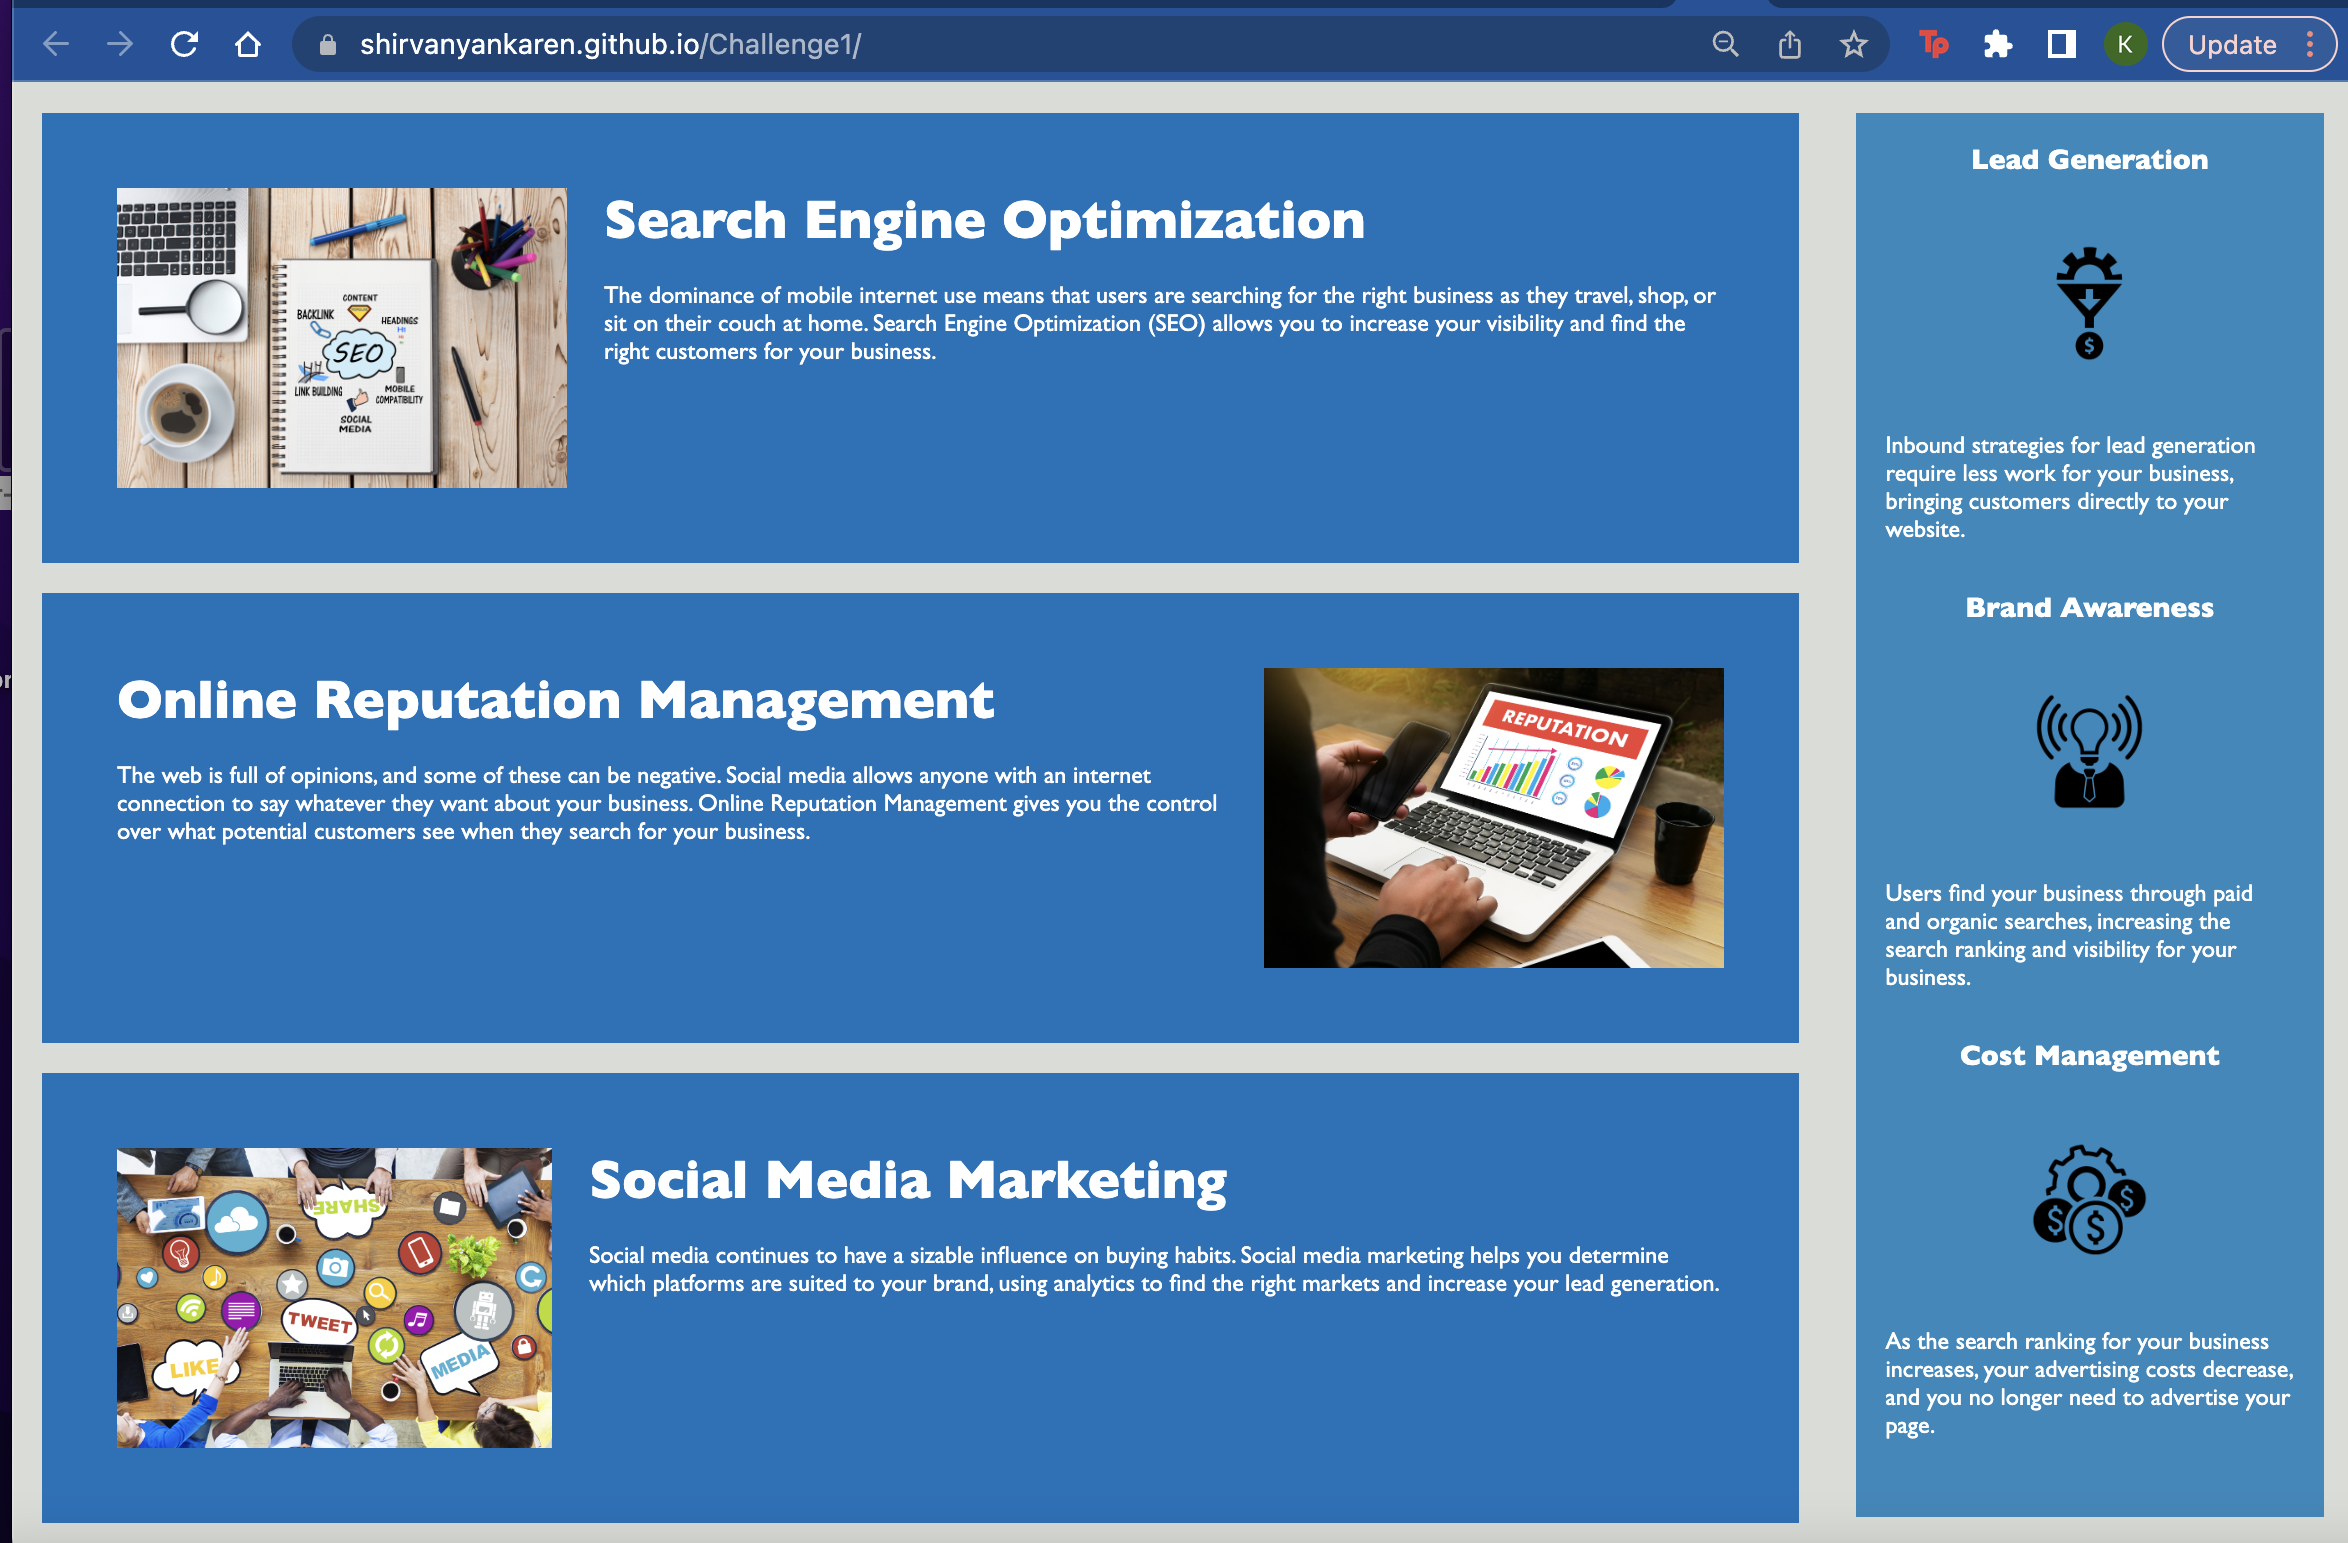 shirvanyankaren.github.io/Challenge1/
Tp
K
Update
Search Engine Optimization
The dominance of mobile internet use means that users are searching for the right business as they travel, shop, or
sit on their couch at home. Search Engine Optimization (SEO) allows you to increase your visibility and find the
right customers for your business.
CONTENT
BACKLINK
HEADINGS
SEO
LINK BUILDING
MOBILE
COMPATIBILITY
SOCIAL
MEDIA
Online Reputation Management
The web is full of opinions, and some of these can be negative. Social media allows anyone with an internet
connection to say whatever they want about your business. Online Reputation Management gives you the control
over what potential customers see when they search for your business.
REPUTATION
Social Media Marketing
Social media continues to have a sizable influence on buying habits. Social media marketing helps you determine
which platforms are suited to your brand, using analytics to find the right markets and increase your lead generation.
SHARE
TWEET
LIKE
MEDIA
Lead Generation
$
Inbound strategies for lead generation
require less work for your business,
bringing customers directly to your
website.
Brand Awareness
Users find your business through paid
and organic searches, increasing the
search ranking and visibility for your
business.
Cost Management
$ $ $
As the search ranking for your business
increases, your advertising costs decrease,
and you no longer need to advertise your
page.